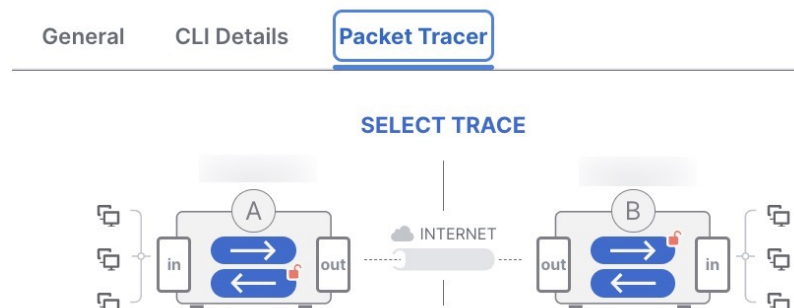 General CLI Details Packet Tracer
SELECT TRACE
A B
INTERNET
in out out in